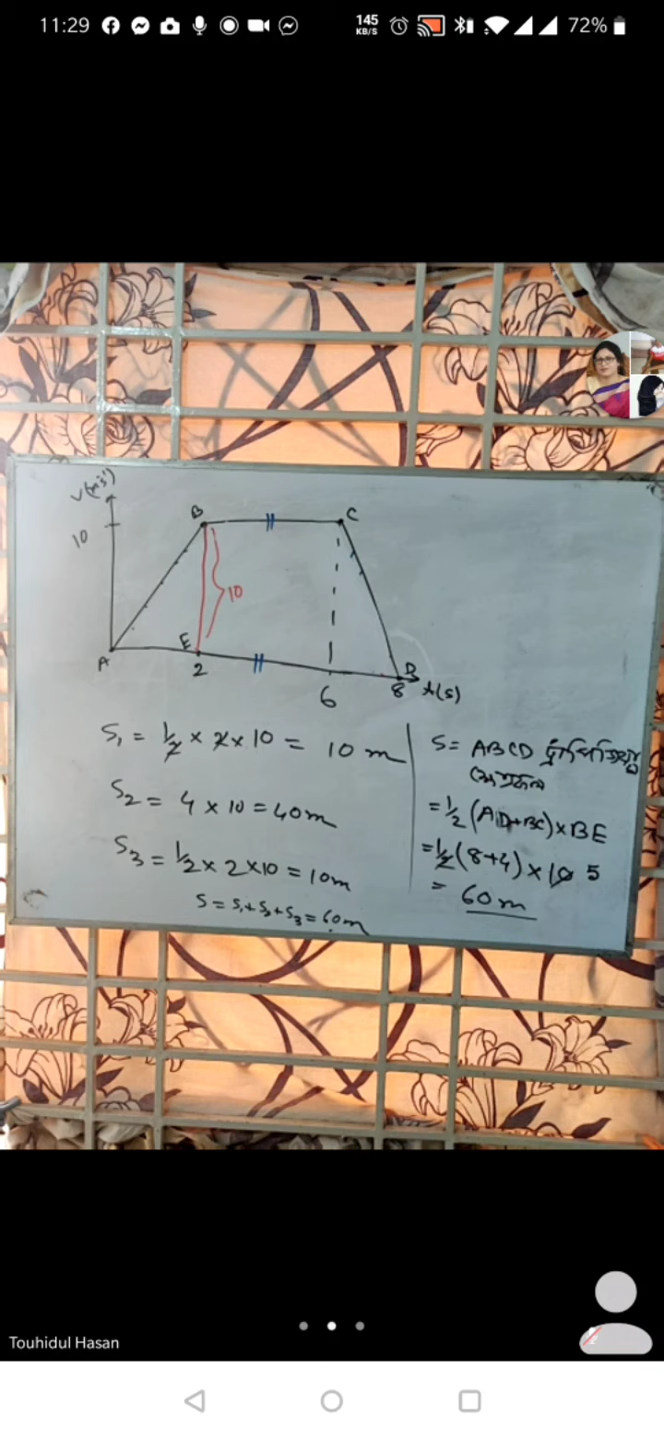 11:29
145
KB/S
72%
V(ms⁻¹)
10
B
C
10
A
E
2
6
D
8
t(s)
S₁ = ½ × 2 × 10 = 10 m
S₂ = 4 × 10 = 40m
S₃ = ½ × 2 × 10 = 10m
S = S₁ + S₂ + S₃ = 60m
S = ABCD ট্রাপিজিয়াম
ক্ষেত্রফল
= ½ (AD+BC) × BE
= ½ (8+4) × 10 5
= 60 m
Touhidul Hasan